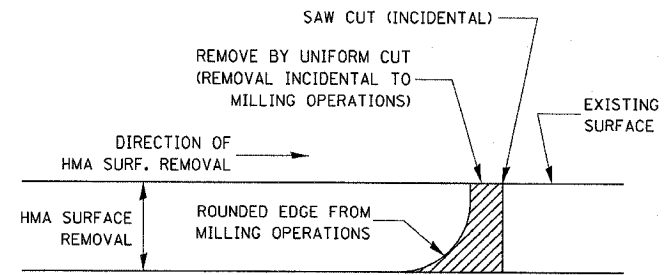 SAW CUT (INCIDENTAL)
REMOVE BY UNIFORM CUT
(REMOVAL INCIDENTAL TO
MILLING OPERATIONS)
EXISTING
SURFACE
DIRECTION OF
HMA SURF. REMOVAL
HMA SURFACE
REMOVAL
ROUNDED EDGE FROM
MILLING OPERATIONS